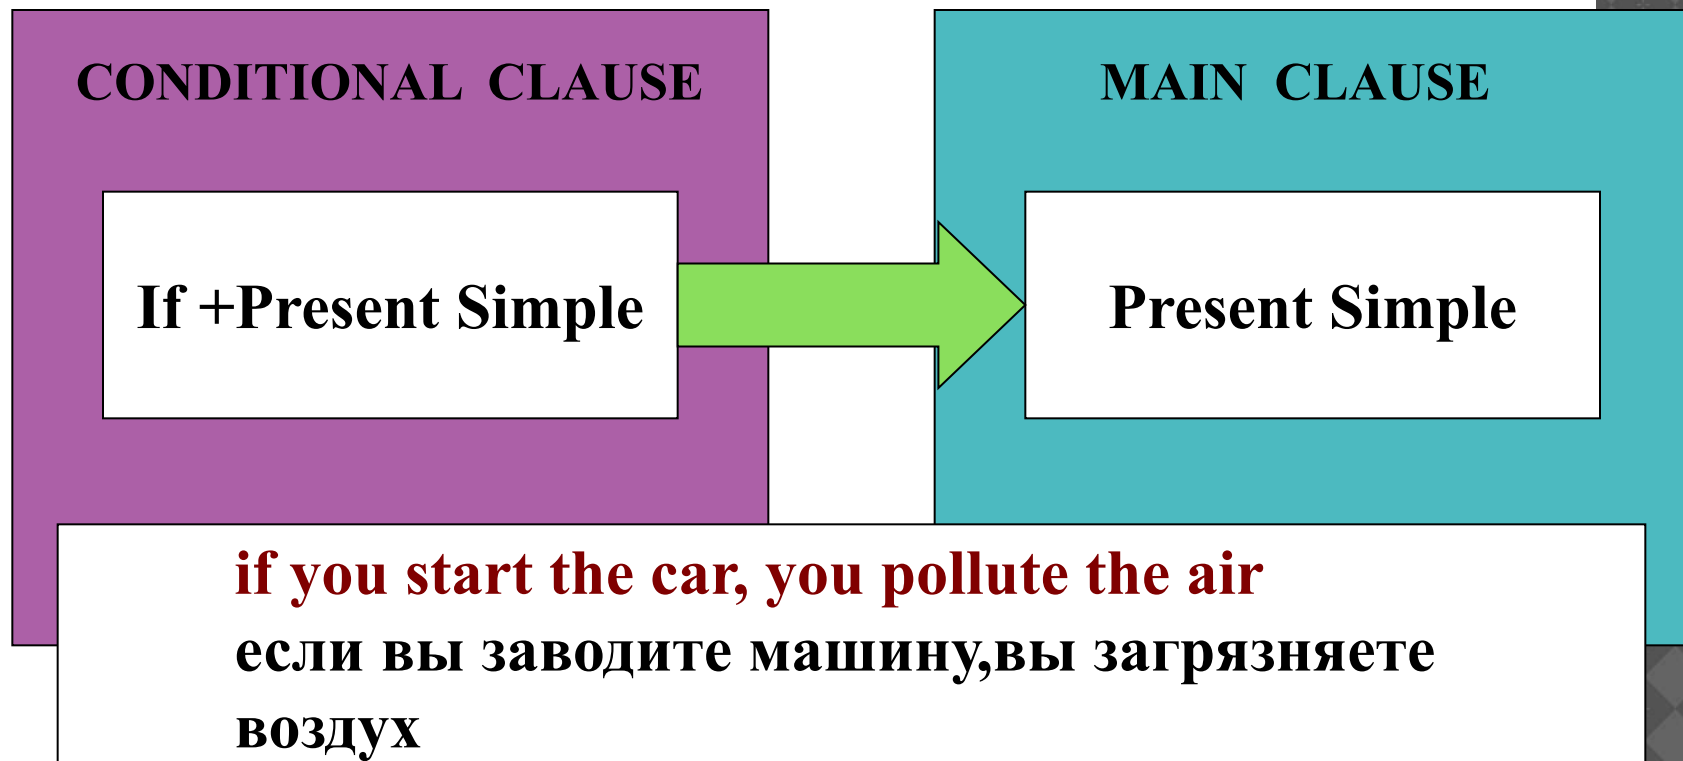 CONDITIONAL CLAUSE
MAIN CLAUSE
If +Present Simple
Present Simple
if you start the car, you pollute the air
если вы заводите машину,вы загрязняете
воздух